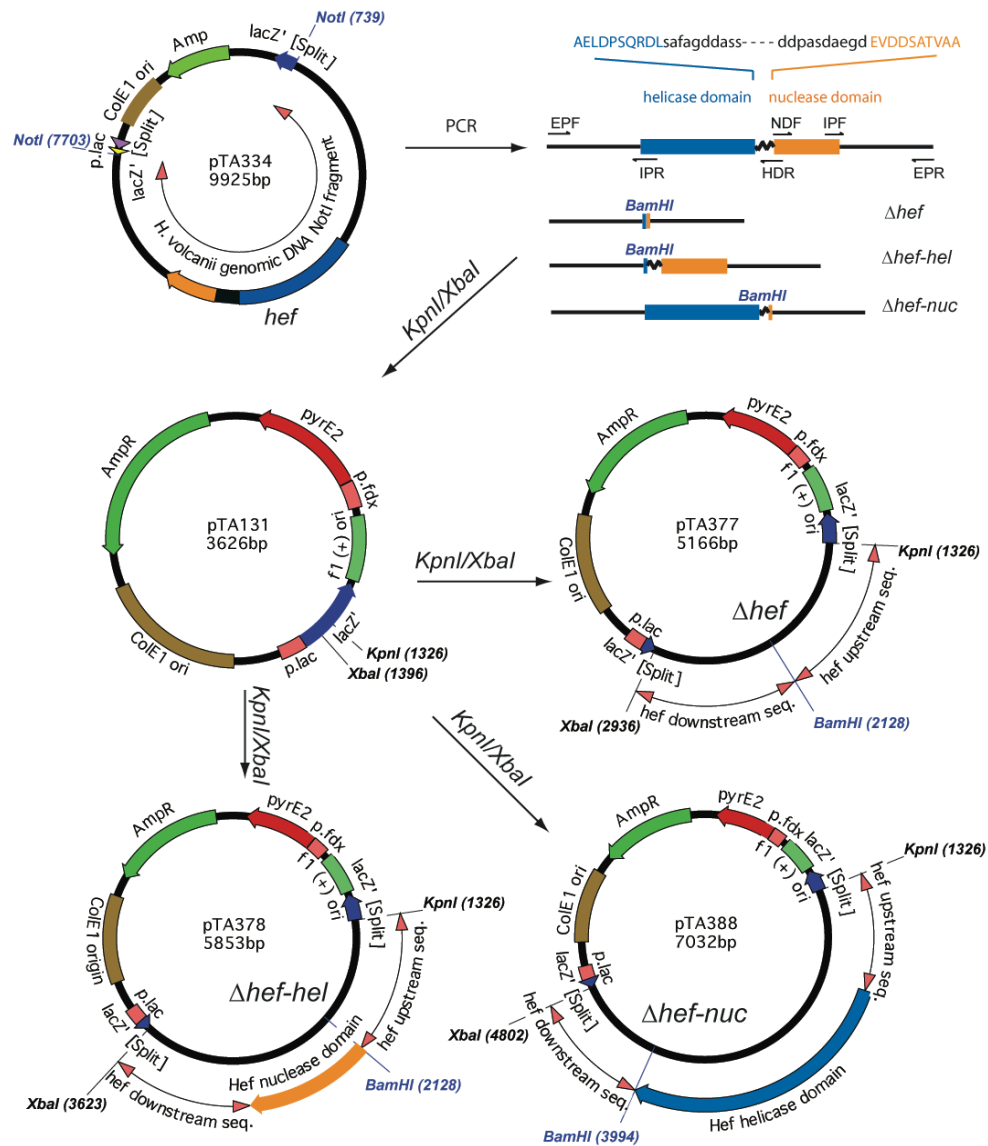 NotI (739)
lacZ' [Split]
Amp
ColE1 ori
NotI (7703)
p.lac
lacZ' [Split]
pTA334
9925bp
H. volcanii genomic DNA NotI fragment
hef
PCR
AELDPSQRDLsafagddass----ddpasdaegd EVDDSATVAA
helicase domain
nuclease domain
EPF
NDF
IPF
IPR
HDR
EPR
BamHI
Δhef
BamHI
Δhef-hel
BamHI
Δhef-nuc
KpnI/XbaI
AmpR
pyrE2
p.fdx
f1 (+) ori
lacZ'
KpnI (1326)
XbaI (1396)
p.lac
ColE1 ori
pTA131
3626bp
KpnI/XbaI
AmpR
pyrE2
p.fdx
f1 (+) ori
lacZ' [Split]
KpnI (1326)
hef upstream seq.
BamHI (2128)
hef downstream seq.
XbaI (2936)
lacZ' [Split]
p.lac
ColE1 ori
pTA377
5166bp
Δhef
KpnI/XbaI
KpnI/XbaI
AmpR
pyrE2
p.fdx
f1 (+) ori
lacZ' [Split]
KpnI (1326)
hef upstream seq.
BamHI (2128)
Hef nuclease domain
hef downstream seq.
XbaI (3623)
lacZ' [Split]
p.lac
ColE1 origin
pTA378
5853bp
Δhef-hel
AmpR
pyrE2
p.fdx
f1 (+) ori
lacZ' [Split]
KpnI (1326)
hef upstream seq.
Hef helicase domain
BamHI (3994)
hef downstream seq.
XbaI (4802)
lacZ' [Split]
p.lac
ColE1 ori
pTA388
7032bp
Δhef-nuc